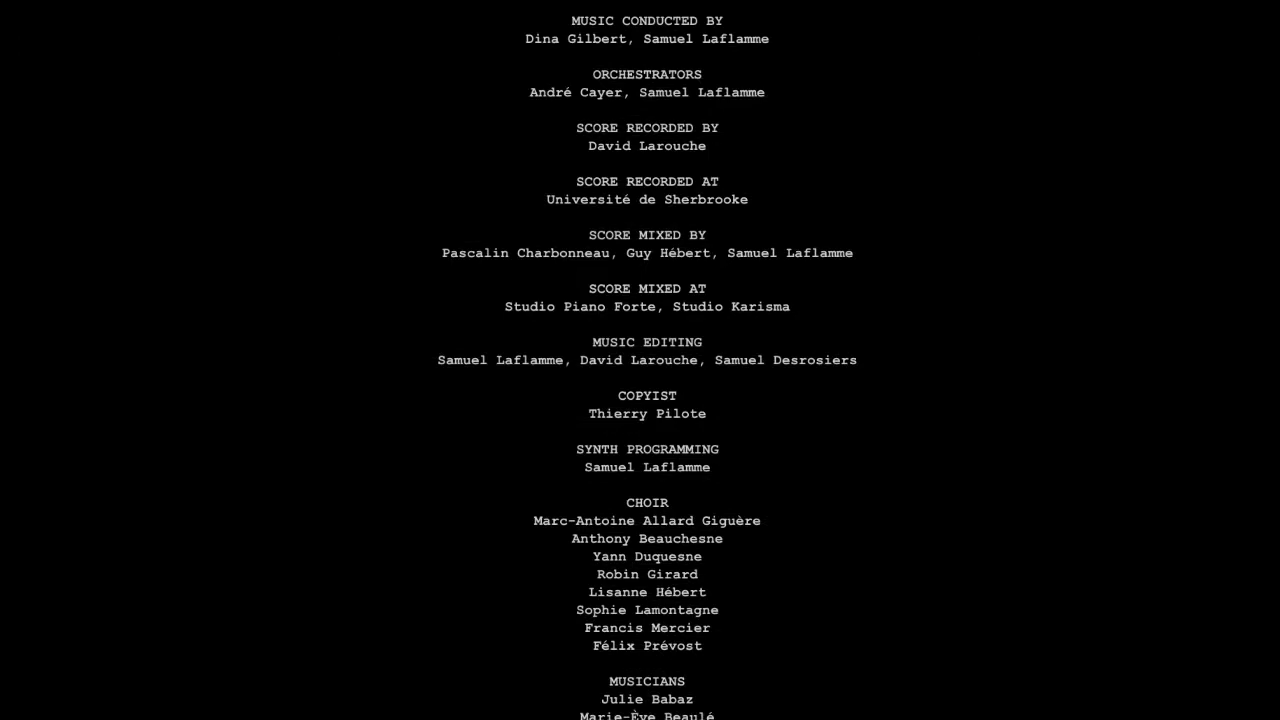 MUSIC CONDUCTED BY
Dina Gilbert, Samuel Laflamme
ORCHESTRATORS
André Cayer, Samuel Laflamme
SCORE RECORDED BY
David Larouche
SCORE RECORDED AT
Université de Sherbrooke
SCORE MIXED BY
Pascalin Charbonneau, Guy Hébert, Samuel Laflamme
SCORE MIXED AT
Studio Piano Forte, Studio Karisma
MUSIC EDITING
Samuel Laflamme, David Larouche, Samuel Desrosiers
COPYIST
Thierry Pilote
SYNTH PROGRAMMING
Samuel Laflamme
CHOIR
Marc-Antoine Allard Giguère
Anthony Beauchesne
Yann Duquesne
Robin Girard
Lisanne Hébert
Sophie Lamontagne
Francis Mercier
Félix Prévost
MUSICIANS
Julie Babaz
Marie-Ève Beaulé